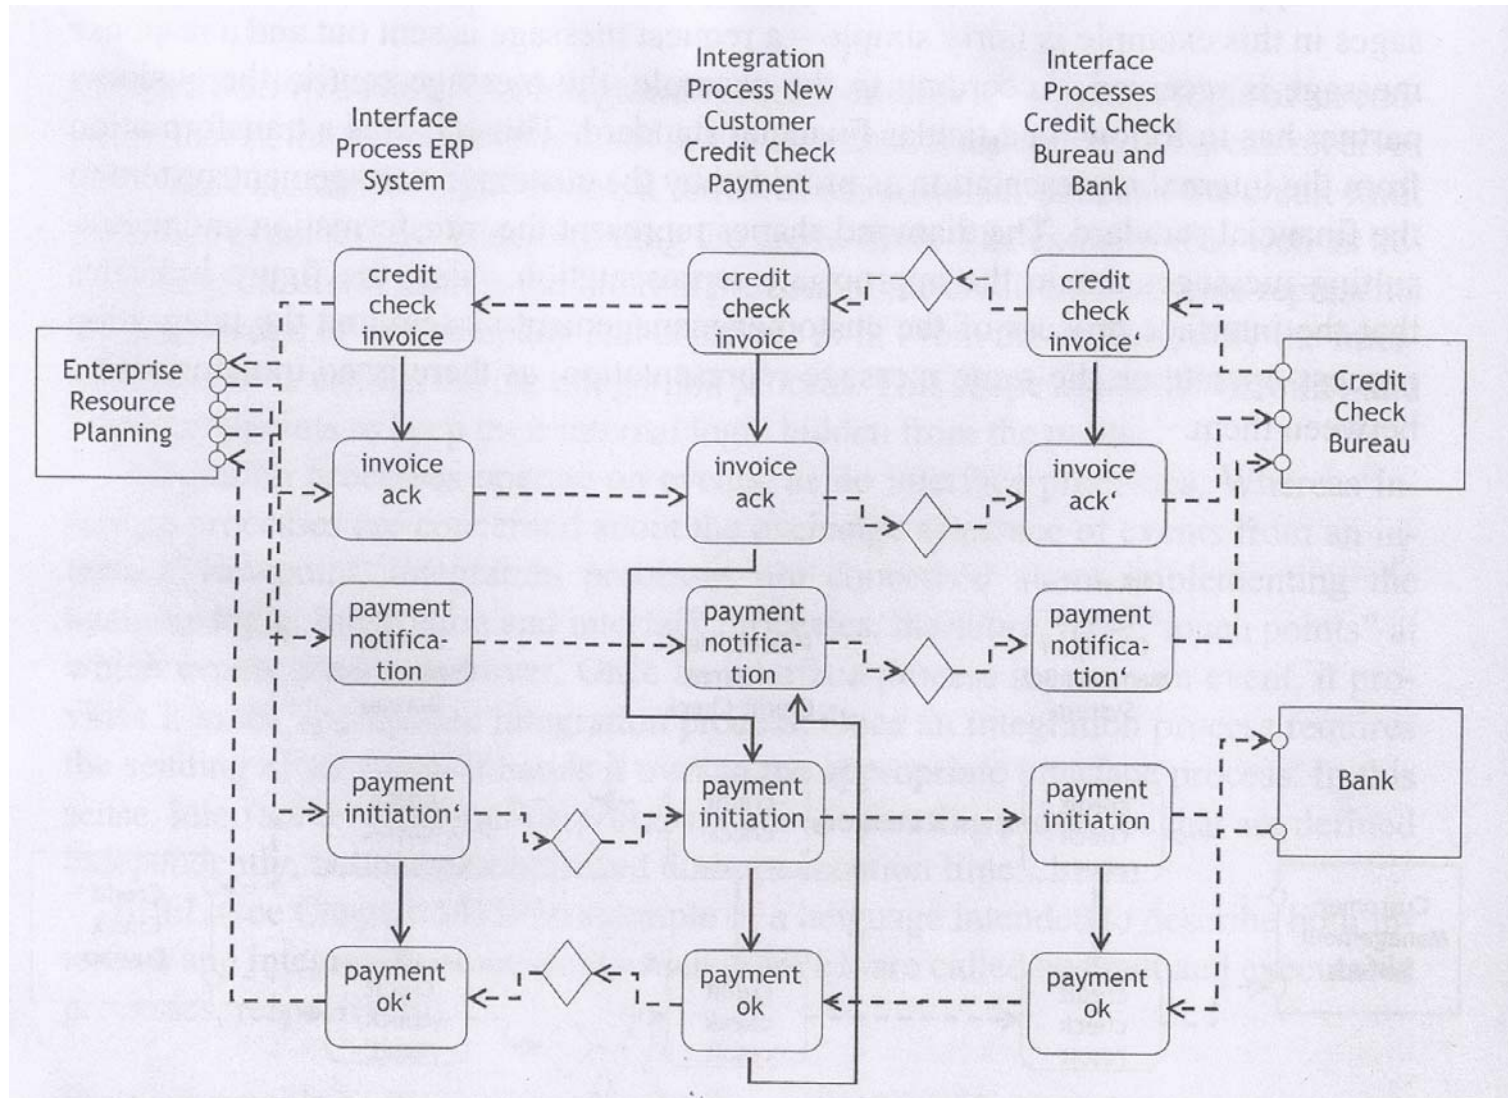 Interface
Process ERP
System
Integration
Process New
Customer
Credit Check
Payment
Interface
Processes
Credit Check
Bureau and
Bank
credit
check
invoice
credit
check
invoice
credit
check
invoice‘
Enterprise
Resource
Planning
Credit
Check
Bureau
invoice
ack
invoice
ack
invoice
ack‘
payment
notifica-
tion
payment
notifica-
tion
payment
notifica-
tion‘
payment
initiation‘
payment
initiation
payment
initiation
Bank
payment
ok‘
payment
ok
payment
ok